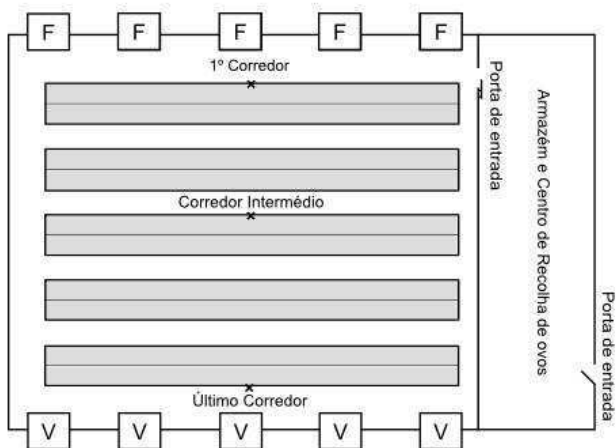 F F F F F
1º Corredor
Porta de entrada
Armazém e Centro de Recolha de ovos
Corredor Intermédio
Porta de entrada
Último Corredor
V V V V V